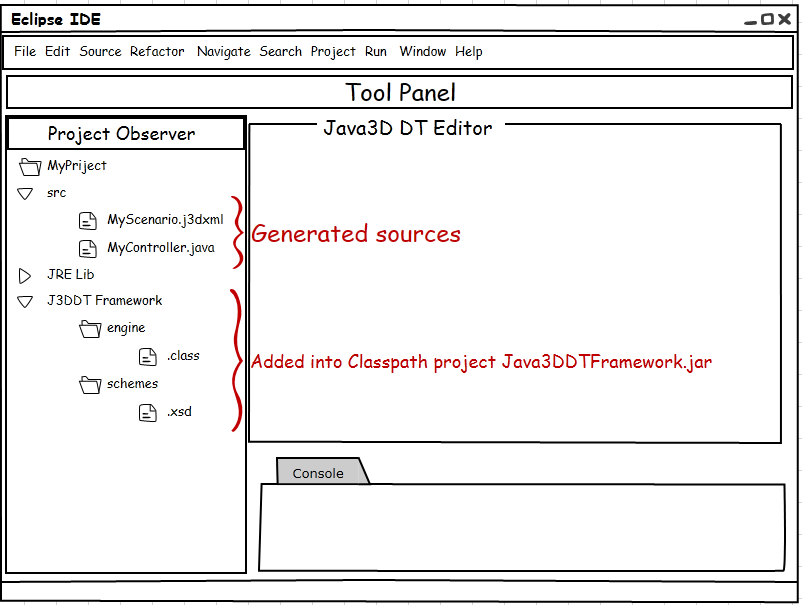 Eclipse IDE
File Edit Source Refactor Navigate Search Project Run Window Help
Tool Panel
Project Observer
Java3D DT Editor
MyPriject
src
MyScenario.j3dxml
MyController.java
Generated sources
JRE Lib
J3DDT Framework
engine
.class
Added into Classpath project Java3DDTFramework.jar
schemes
.xsd
Console